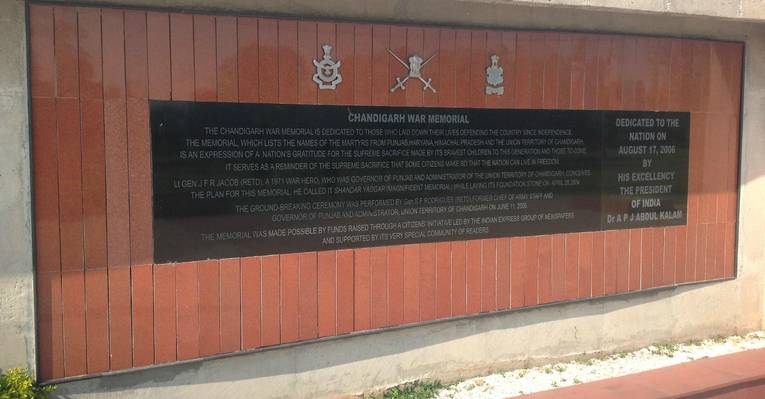 CHANDIGARH WAR MEMORIAL
THE CHANDIGARH WAR MEMORIAL IS DEDICATED TO THOSE WHO LAID DOWN THEIR LIVES DEFENDING THE COUNTRY SINCE INDEPENDENCE.
THE MEMORIAL, WHICH LISTS THE NAMES OF THE MARTYRS FROM PUNJAB,HARYANA,HIMACHAL PRADESH AND THE UNION TERRITORY OF CHANDIGARH,
IS AN EXPRESSION OF A NATION'S GRATITUDE FOR THE SUPREME SACRIFICE MADE BY ITS BRAVEST CHILDREN TO THIS GENERATION AND THOSE TO COME.
IT SERVES AS A REMINDER OF THE SUPREME SACRIFICE THAT SOME CITIZENS MAKE SO THAT THE NATION CAN LIVE IN FREEDOM.
Lt GEN J F R JACOB (RETD), A 1971 WAR HERO, WHO WAS GOVERNOR OF PUNJAB AND ADMINISTRATOR OF THE UNION TERRITORY OF CHANDIGARH, CONCEIVED
THE PLAN FOR THIS MEMORIAL. HE CALLED IT SHANDAR YADGAR (MAGNIFICENT MEMORIAL) WHILE LAYING ITS FOUNDATION STONE ON APRIL 26, 2004.
THE GROUND-BREAKING CEREMONY WAS PERFORMED BY Gen S F RODRIGUES (RETD),FORMER CHIEF OF ARMY STAFF AND
GOVERNOR OF PUNJAB AND ADMINISTRATOR, UNION TERRITORY OF CHANDIGARH ON JUNE 11, 2005.
THE MEMORIAL WAS MADE POSSIBLE BY FUNDS RAISED THROUGH A CITIZENS' INITIATIVE LED BY THE INDIAN EXPRESS GROUP OF NEWSPAPERS
AND SUPPORTED BY ITS VERY SPECIAL COMMUNITY OF READERS.
DEDICATED TO THE
NATION ON
AUGUST 17, 2006
BY
HIS EXCELLENCY
THE PRESIDENT
OF INDIA
Dr A P J ABDUL KALAM